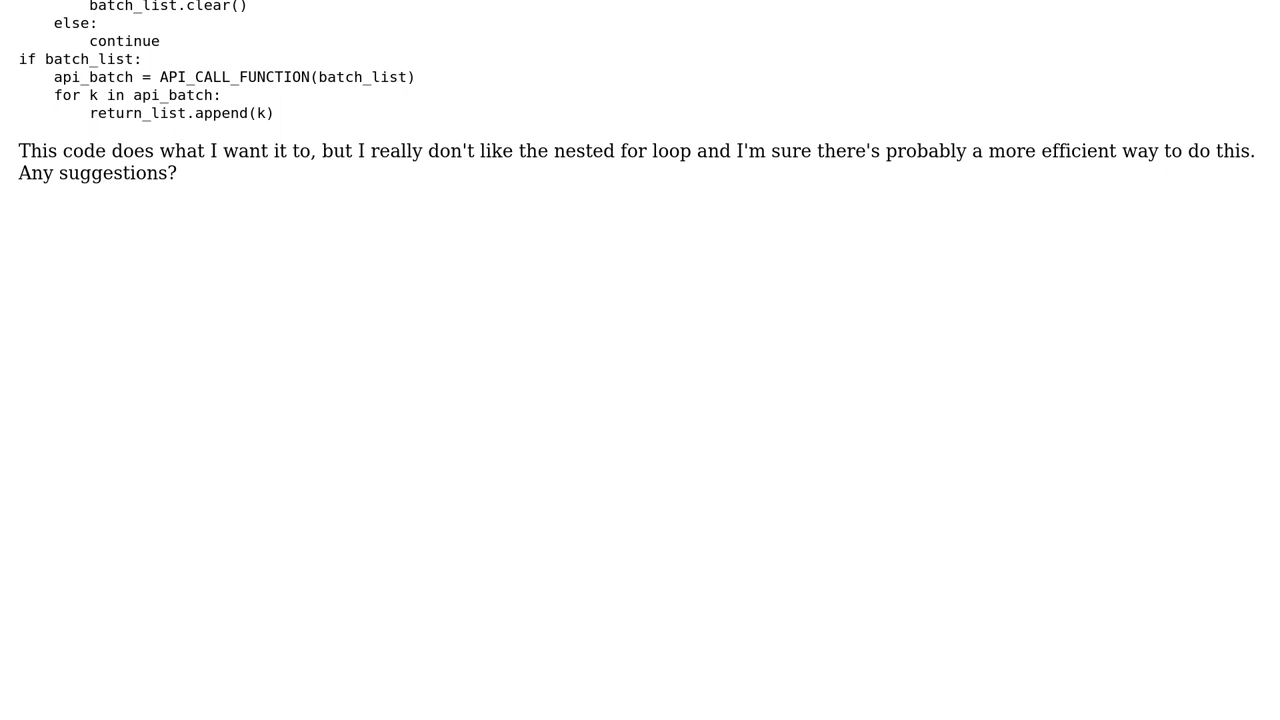 batch_list.clear()
    else:
        continue
if batch_list:
    api_batch = API_CALL_FUNCTION(batch_list)
    for k in api_batch:
        return_list.append(k)
This code does what I want it to, but I really don't like the nested for loop and I'm sure there's probably a more efficient way to do this.
Any suggestions?